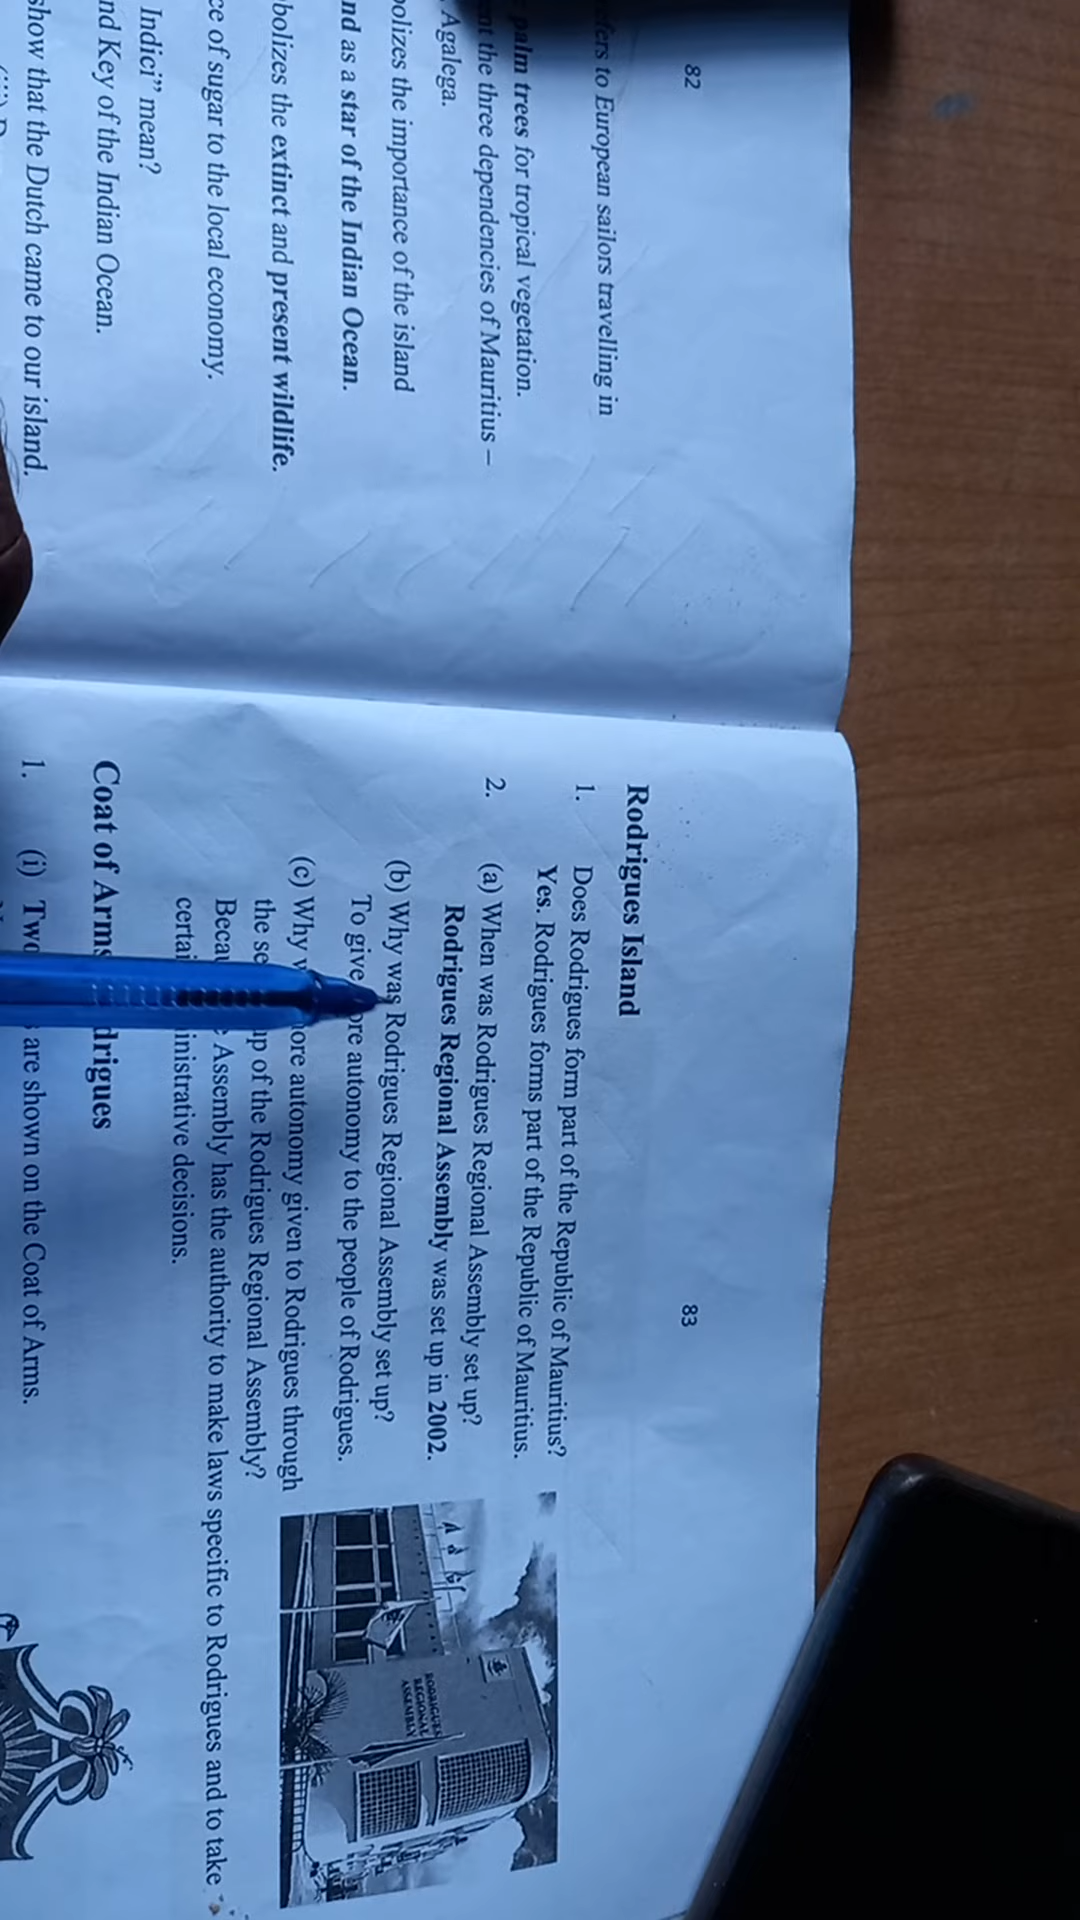 82
efers to European sailors travelling in
palm trees for tropical vegetation.
nt the three dependencies of Mauritius –
Agalega.
bolizes the importance of the island
nd as a star of the Indian Ocean.
bolizes the extinct and present wildlife.
ce of sugar to the local economy.
Indici” mean?
nd Key of the Indian Ocean.
show that the Dutch came to our island.
83
Rodrigues Island
1. Does Rodrigues form part of the Republic of Mauritius?
Yes. Rodrigues forms part of the Republic of Mauritius.
2. (a) When was Rodrigues Regional Assembly set up?
Rodrigues Regional Assembly was set up in 2002.
(b) Why was Rodrigues Regional Assembly set up?
To give ore autonomy to the people of Rodrigues.
(c) Why ore autonomy given to Rodrigues through
the se up of the Rodrigues Regional Assembly?
Becau e Assembly has the authority to make laws specific to Rodrigues and to take
certai inistrative decisions.
RODRIGUES
REGIONAL
ASSEMBLY
Coat of Arms drigues
1. (i) Two s are shown on the Coat of Arms.